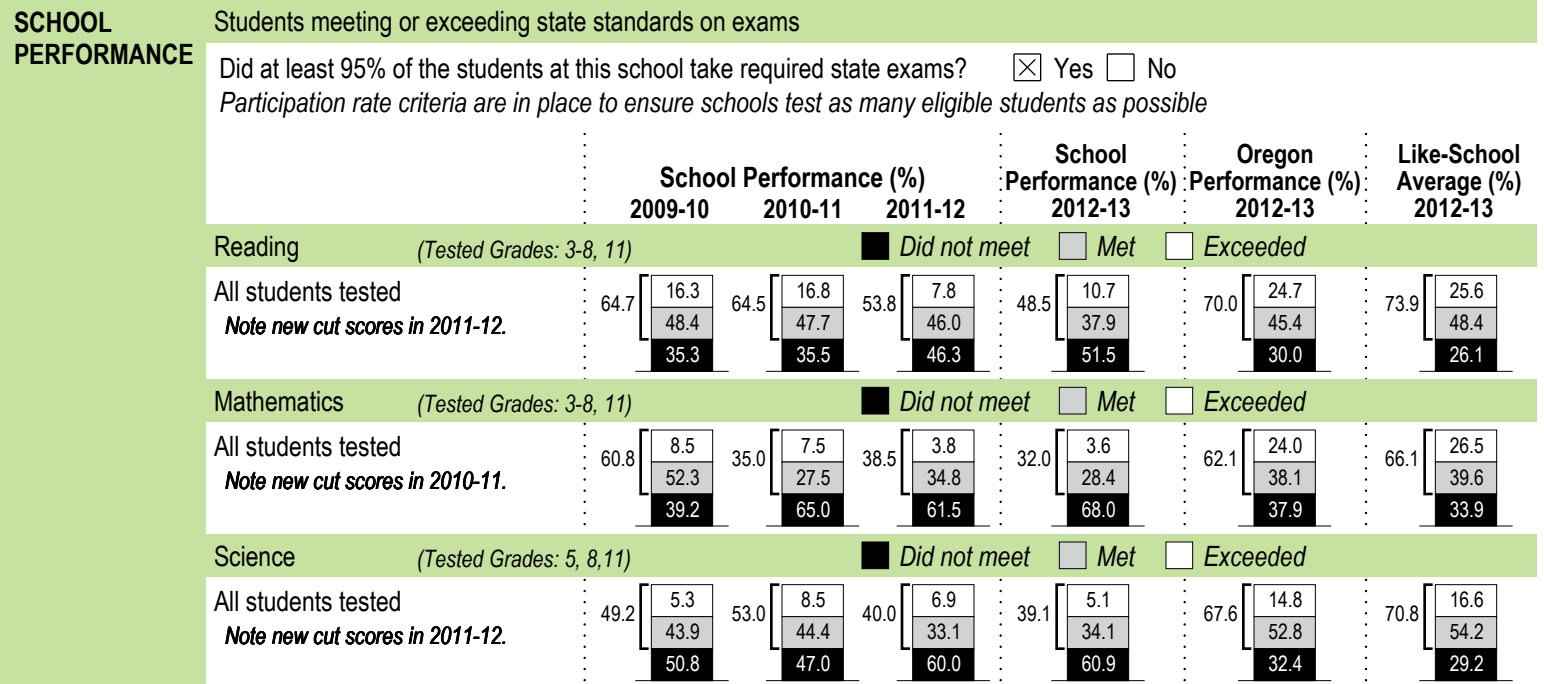 SCHOOL PERFORMANCE
Students meeting or exceeding state standards on exams
Did at least 95% of the students at this school take required state exams? ☒ Yes ☐ No
Participation rate criteria are in place to ensure schools test as many eligible students as possible
School Performance (%) School Performance (%) Oregon Performance (%) Like-School Average (%)
2009-10 2010-11 2011-12 2012-13 2012-13 2012-13
Reading (Tested Grades: 3-8, 11) Did not meet Met Exceeded
All students tested
Note new cut scores in 2011-12.
64.7 16.3 48.4 35.3
64.5 16.8 47.7 35.5
53.8 7.8 46.0 46.3
48.5 10.7 37.9 51.5
70.0 24.7 45.4 30.0
73.9 25.6 48.4 26.1
Mathematics (Tested Grades: 3-8, 11) Did not meet Met Exceeded
All students tested
Note new cut scores in 2010-11.
60.8 8.5 52.3 39.2
35.0 7.5 27.5 65.0
38.5 3.8 34.8 61.5
32.0 3.6 28.4 68.0
62.1 24.0 38.1 37.9
66.1 26.5 39.6 33.9
Science (Tested Grades: 5, 8,11) Did not meet Met Exceeded
All students tested
Note new cut scores in 2011-12.
49.2 5.3 43.9 50.8
53.0 8.5 44.4 47.0
40.0 6.9 33.1 60.0
39.1 5.1 34.1 60.9
67.6 14.8 52.8 32.4
70.8 16.6 54.2 29.2